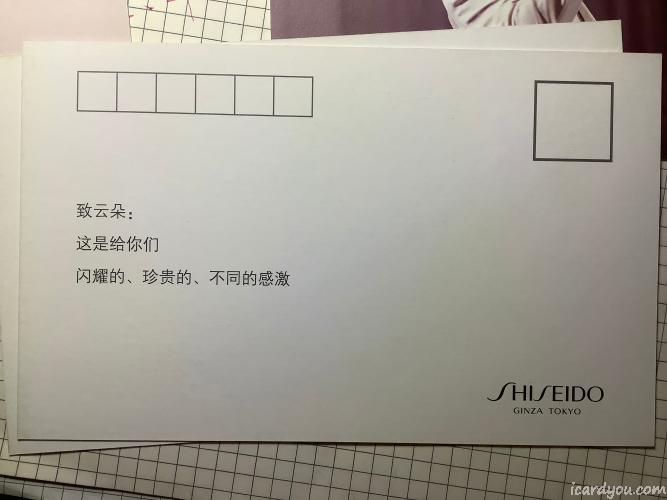 致云朵：
这是给你们
闪耀的、珍贵的、不同的感激
SHISEIDO
GINZA TOKYO
icardyou.com